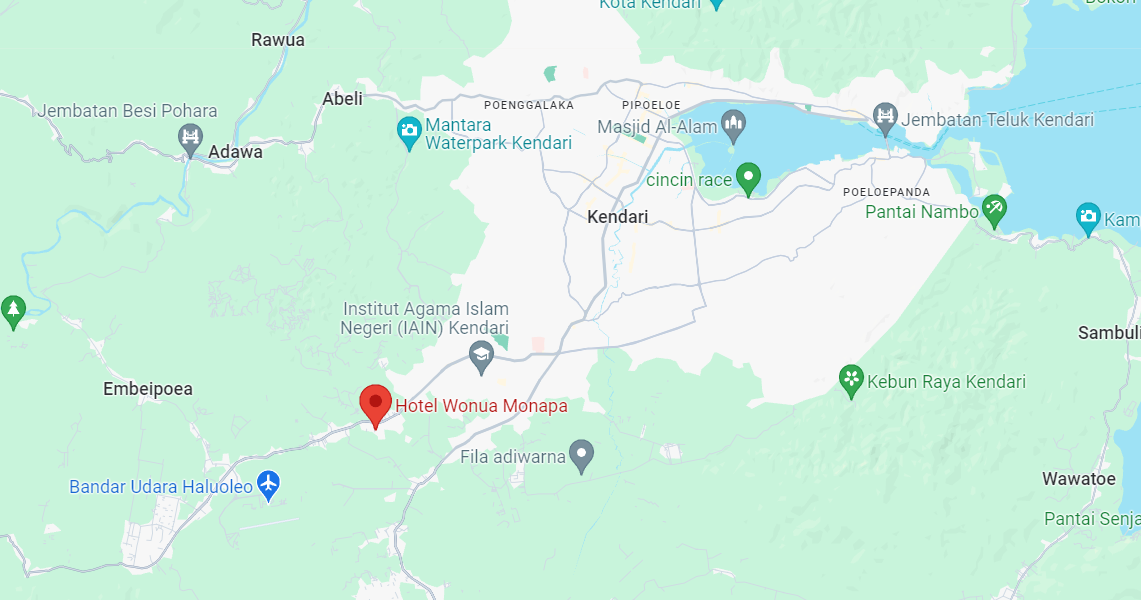 Kota Kendari
Rawua
Jembatan Besi Pohara
Abeli
POENGGALAKA
PIPOELOE
Mantara
Waterpark Kendari
Masjid Al-Alam
Jembatan Teluk Kendari
Adawa
cincin race
POELOEPANDA
Kendari
Pantai Nambo
Kam
Institut Agama Islam
Negeri (IAIN) Kendari
Sambuli
Embeipoea
Kebun Raya Kendari
Hotel Wonua Monapa
Fila adiwarna
Bandar Udara Haluoleo
Wawatoe
Pantai Senja